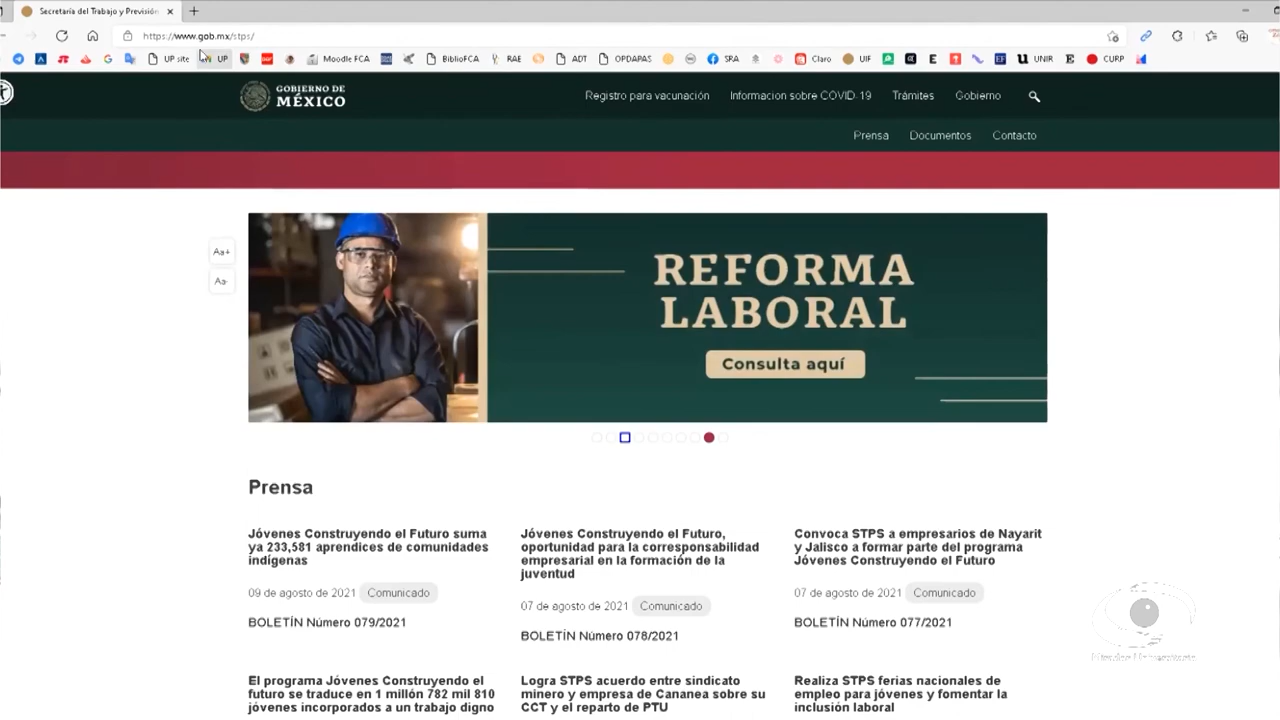 Secretaría del Trabajo y Previsión
https://www.gob.mx/stps/
UP site
UP
Moodle FCA
BiblioFCA
RAE
ADT
OPDAPAS
SRA
Claro
UIF
UNIR
CURP
GOBIERNO DE
MÉXICO
Registro para vacunación
Informacion sobre COVID-19
Trámites
Gobierno
Prensa
Documentos
Contacto
Aa+
Aa-
REFORMA
LABORAL
Consulta aquí
Prensa
Jóvenes Construyendo el Futuro suma
ya 233,581 aprendices de comunidades
indígenas
09 de agosto de 2021 Comunicado
BOLETÍN Número 079/2021
Jóvenes Construyendo el Futuro,
oportunidad para la corresponsabilidad
empresarial en la formación de la
juventud
07 de agosto de 2021 Comunicado
BOLETÍN Número 078/2021
Convoca STPS a empresarios de Nayarit
y Jalisco a formar parte del programa
Jóvenes Construyendo el Futuro
07 de agosto de 2021 Comunicado
BOLETÍN Número 077/2021
El programa Jóvenes Construyendo el
futuro se traduce en 1 millón 782 mil 810
jóvenes incorporados a un trabajo digno
Logra STPS acuerdo entre sindicato
minero y empresa de Cananea sobre su
CCT y el reparto de PTU
Realiza STPS ferias nacionales de
empleo para jóvenes y fomentar la
inclusión laboral